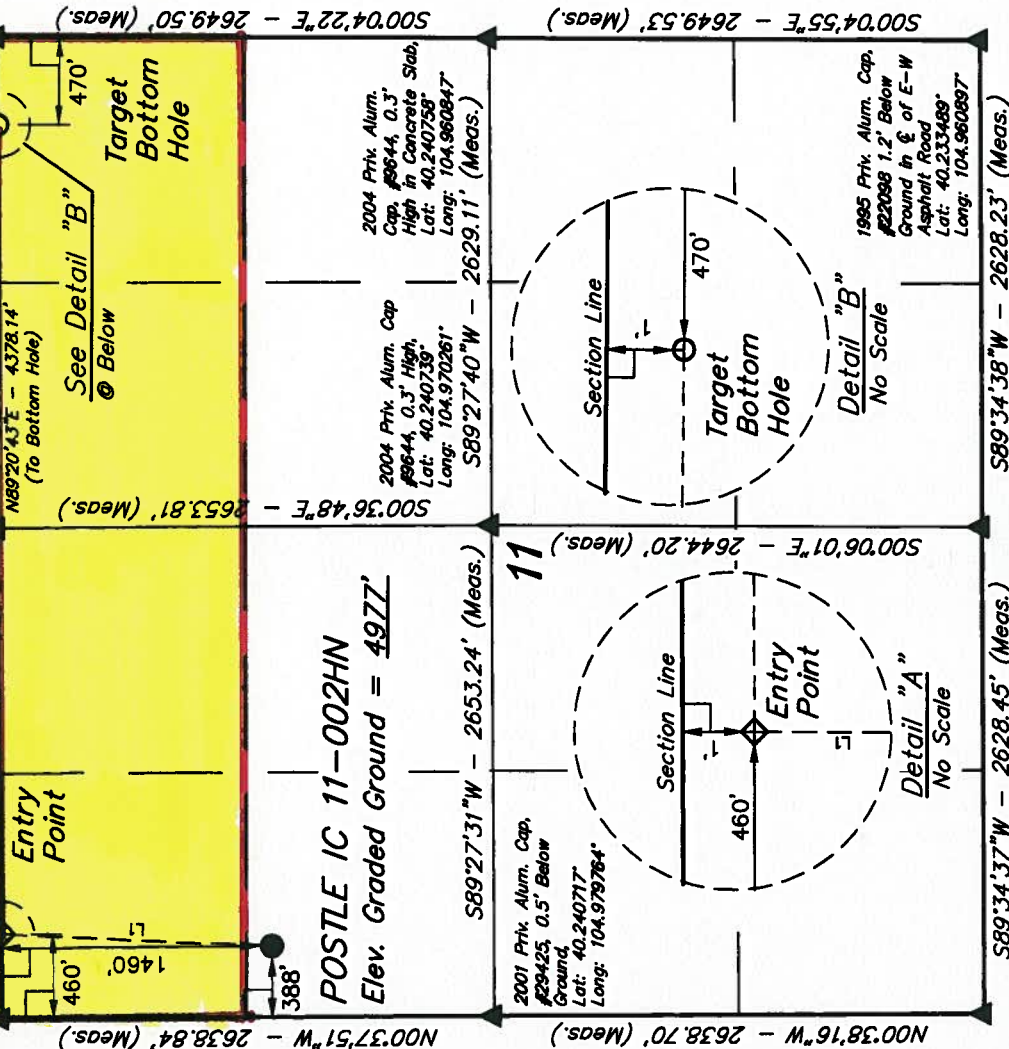 N89°20'43"E - 4378.14'
(To Bottom Hole)
Entry
Point
See Detail "B"
@ Below
470'
Target
Bottom
Hole
460'
1460'
L1
388'
N00°37'51"W - 2638.84' (Meas.)
S00°36'48"E - 2653.81' (Meas.)
S00°04'22"E - 2649.50' (Meas.)
POSTLE IC 11-002HN
Elev. Graded Ground = 4977'
2004 Priv. Alum. Cap
#9644, 0.3' High,
Lat: 40.240739°
Long: 104.970261°
2004 Priv. Alum.
Cap, #9644, 0.3'
High in Concrete Slab,
Lat: 40.240758°
Long: 104.960847°
S89°27'31"W - 2653.24' (Meas.)
S89°27'40"W - 2629.11' (Meas.)
2001 Priv. Alum. Cap,
#29425, 0.5' Below
Ground,
Lat: 40.240717°
Long: 104.979764°
11
Section Line
1'
460'
Entry
Point
L1
Detail "A"
No Scale
Section Line
1'
470'
Target
Bottom
Hole
Detail "B"
No Scale
1995 Priv. Alum. Cap,
#22098 1.2' Below
Ground in ℄ of E-W
Asphalt Road
Lat: 40.233489°
Long: 104.960897°
N00°38'16"W - 2638.70' (Meas.)
S00°06'01"E - 2644.20' (Meas.)
S00°04'55"E - 2649.53' (Meas.)
S89°34'37"W - 2628.45' (Meas.)
S89°34'38"W - 2628.23' (Meas.)